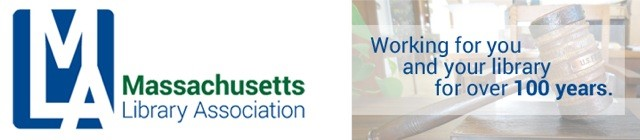 MLA
Massachusetts
Library Association
Working for you
and your library
for over 100 years.